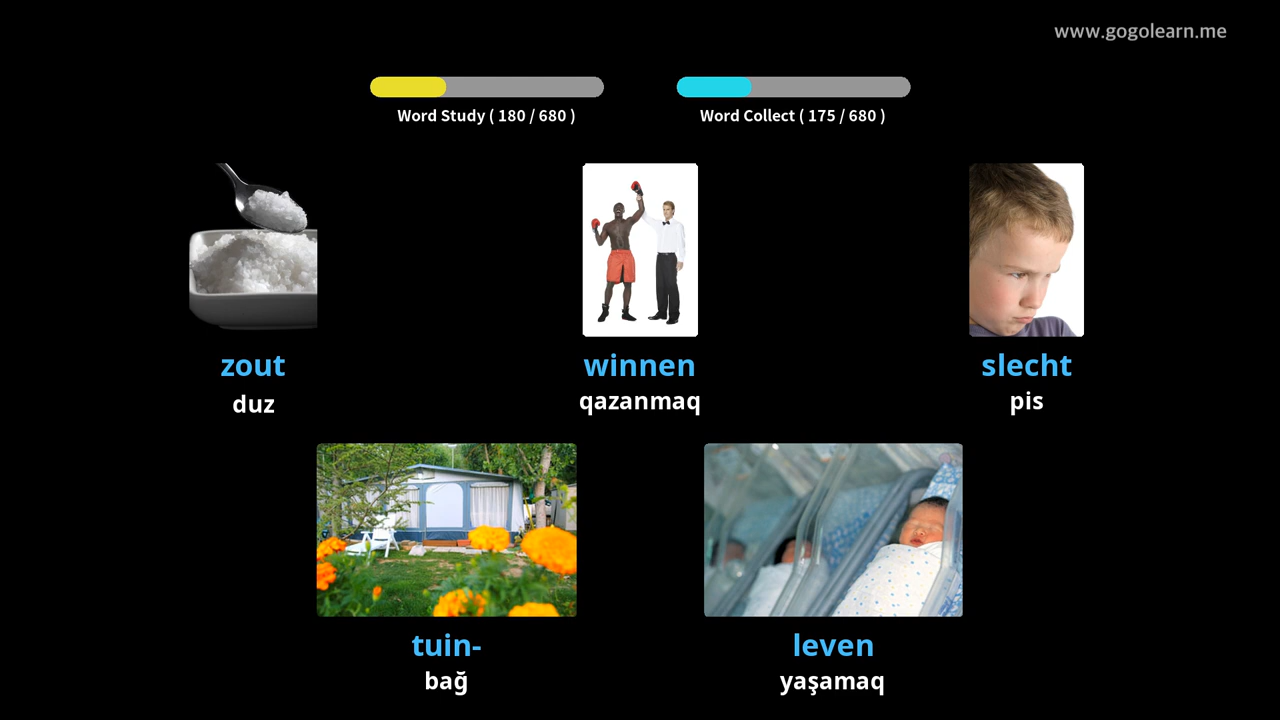 www.gogolearn.me
Word Study ( 180 / 680 )
Word Collect ( 175 / 680 )
zout
duz
winnen
qazanmaq
slecht
pis
tuin-
bağ
leven
yaşamaq